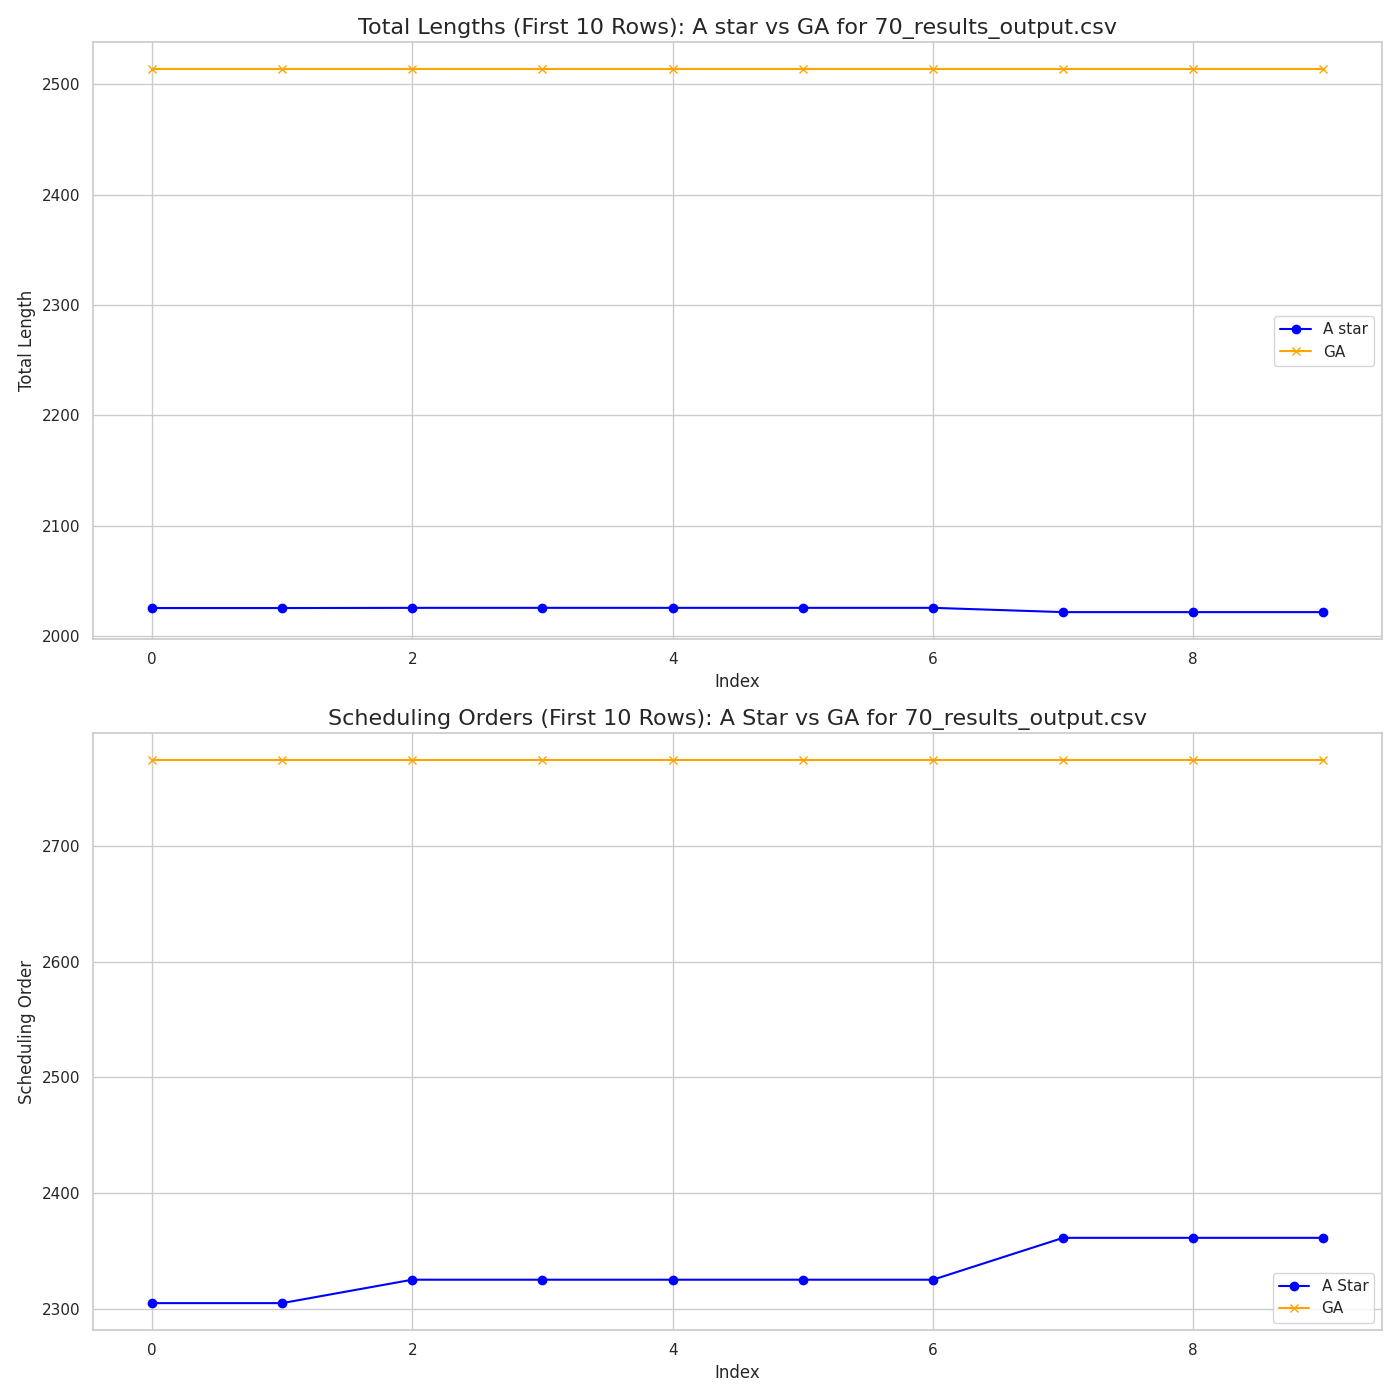 Total Lengths (First 10 Rows): A star vs GA for 70_results_output.csv
2500
2400
2300
2200
2100
2000
Total Length
A star
GA
0 2 4 6 8
Index
Scheduling Orders (First 10 Rows): A Star vs GA for 70_results_output.csv
2700
2600
2500
2400
2300
Scheduling Order
A Star
GA
0 2 4 6 8
Index